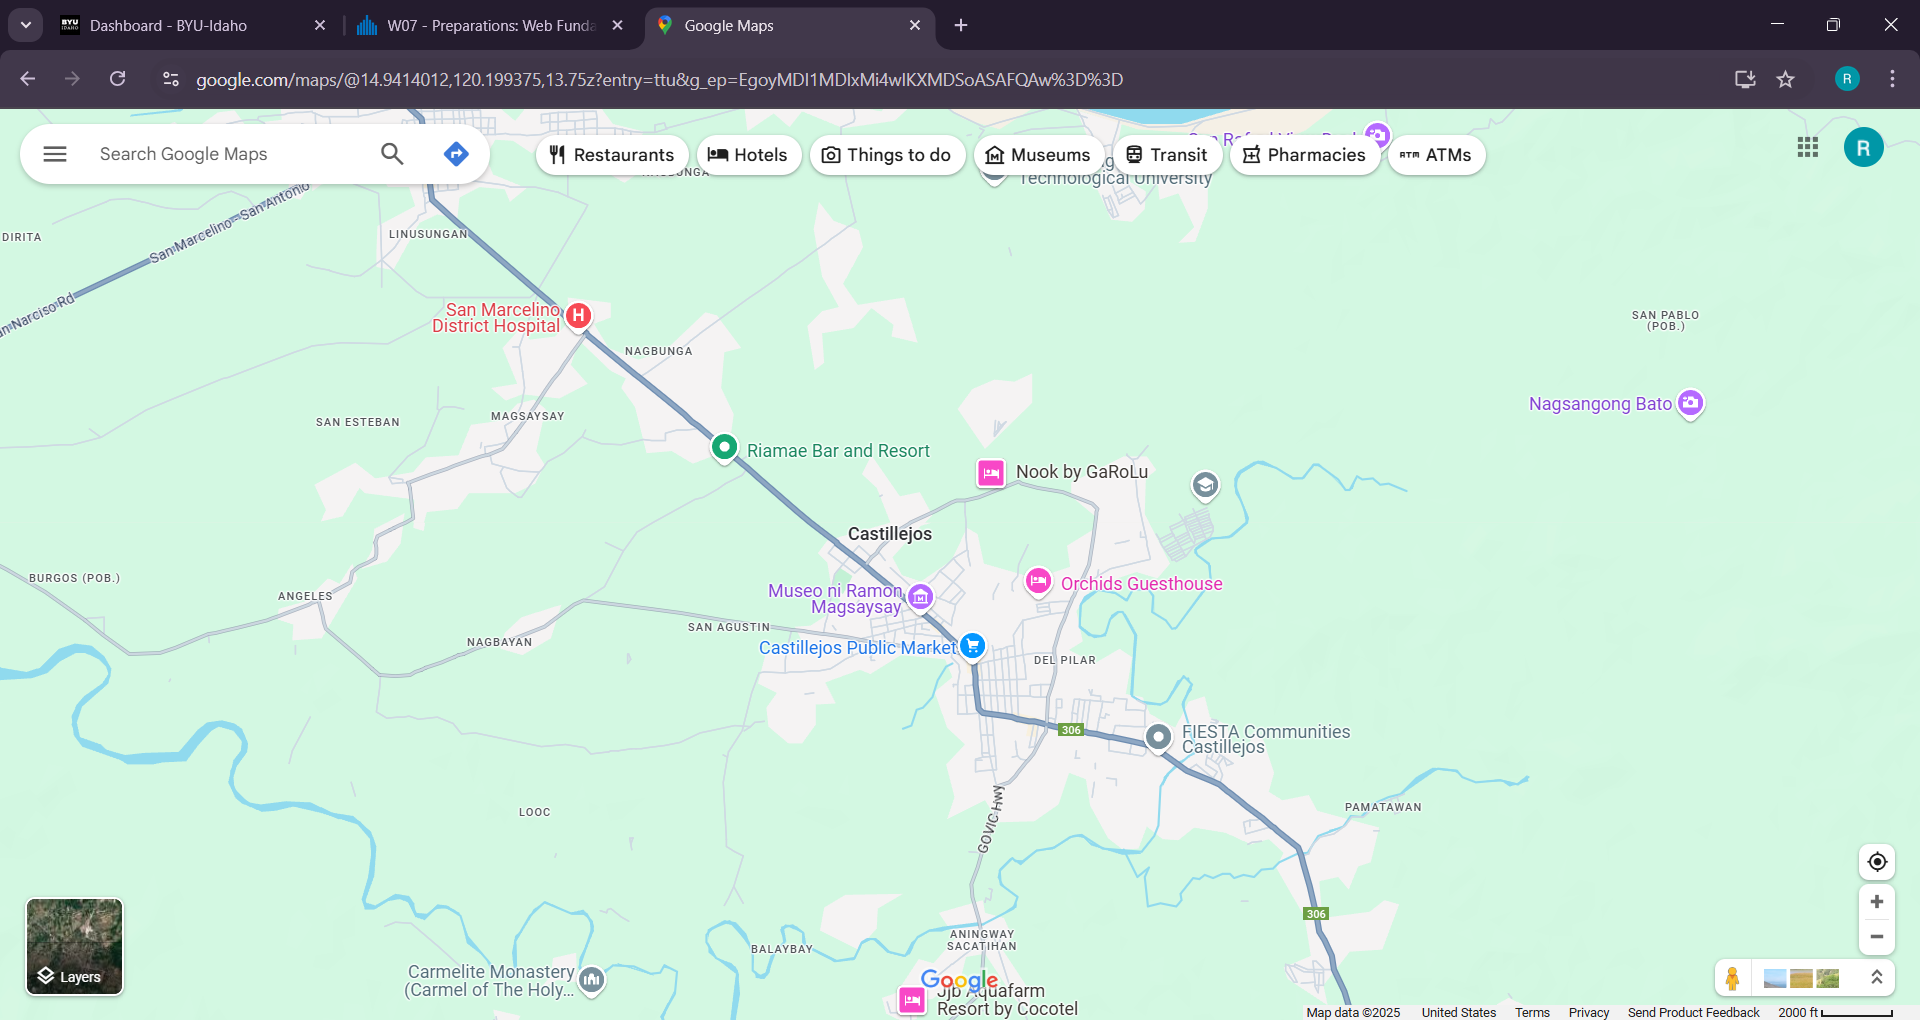 BYU
IDAHO
Dashboard - BYU-Idaho
W07 - Preparations: Web Funda
Google Maps
google.com/maps/@14.9414012,120.199375,13.75z?entry=ttu&g_ep=EgoyMDI1MDIxMi4wIKXMDSoASAFQAw%3D%3D
R
Search Google Maps
Restaurants
Hotels
Things to do
Museums
Transit
Pharmacies
ATM
ATMs
R
Technological University
DIRITA
San Marcelino - San Antonio
LINUSUNGAN
San Marcelino
District Hospital
H
NAGBUNGA
SAN PABLO
(POB.)
Nagsangong Bato
MAGSAYSAY
SAN ESTEBAN
Riamae Bar and Resort
Nook by GaRoLu
Castillejos
BURGOS (POB.)
ANGELES
Museo ni Ramon
Magsaysay
Orchids Guesthouse
NAGBAYAN
SAN AGUSTIN
Castillejos Public Market
DEL PILAR
306
FIESTA Communities
Castillejos
LOOC
GOVIC Hwy
PAMATAWAN
306
BALAYBAY
ANINGWAY
SACATIHAN
Carmelite Monastery
(Carmel of The Holy...
Google
Jjb Aquafarm
Resort by Cocotel
Layers
Map data ©2025
United States
Terms
Privacy
Send Product Feedback
2000 ft